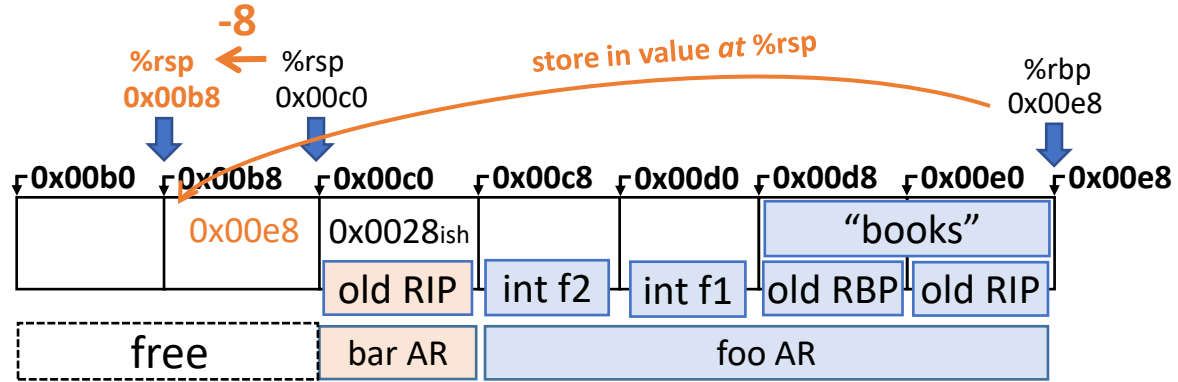 -8
%rsp
0x00b8
%rsp
0x00c0
store in value at %rsp
%rbp
0x00e8
0x00b0
0x00b8
0x00c0
0x00c8
0x00d0
0x00d8
0x00e0
0x00e8
0x00e8
0x0028ish
“books”
old RIP
int f2
int f1
old RBP
old RIP
free
bar AR
foo AR